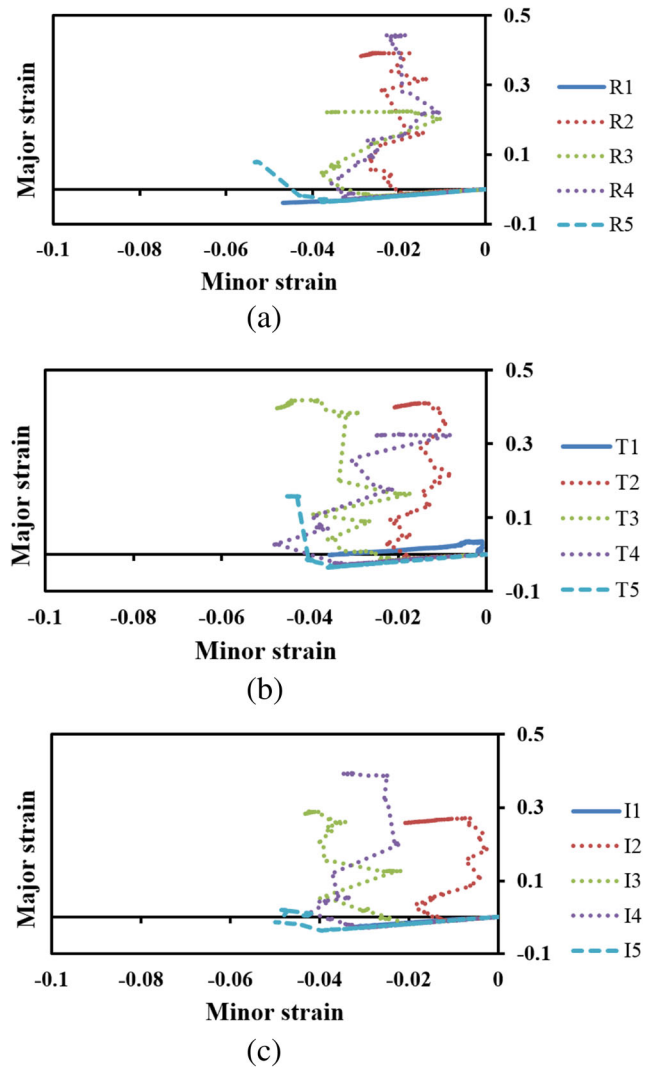 0.5
0.3
0.1
-0.1
Major strain
-0.1 -0.08 -0.06 -0.04 -0.02 0
Minor strain
R1
R2
R3
R4
R5
(a)
0.5
0.3
0.1
-0.1
Major strain
-0.1 -0.08 -0.06 -0.04 -0.02 0
Minor strain
T1
T2
T3
T4
T5
(b)
0.5
0.3
0.1
-0.1
Major strain
-0.1 -0.08 -0.06 -0.04 -0.02 0
Minor strain
I1
I2
I3
I4
I5
(c)